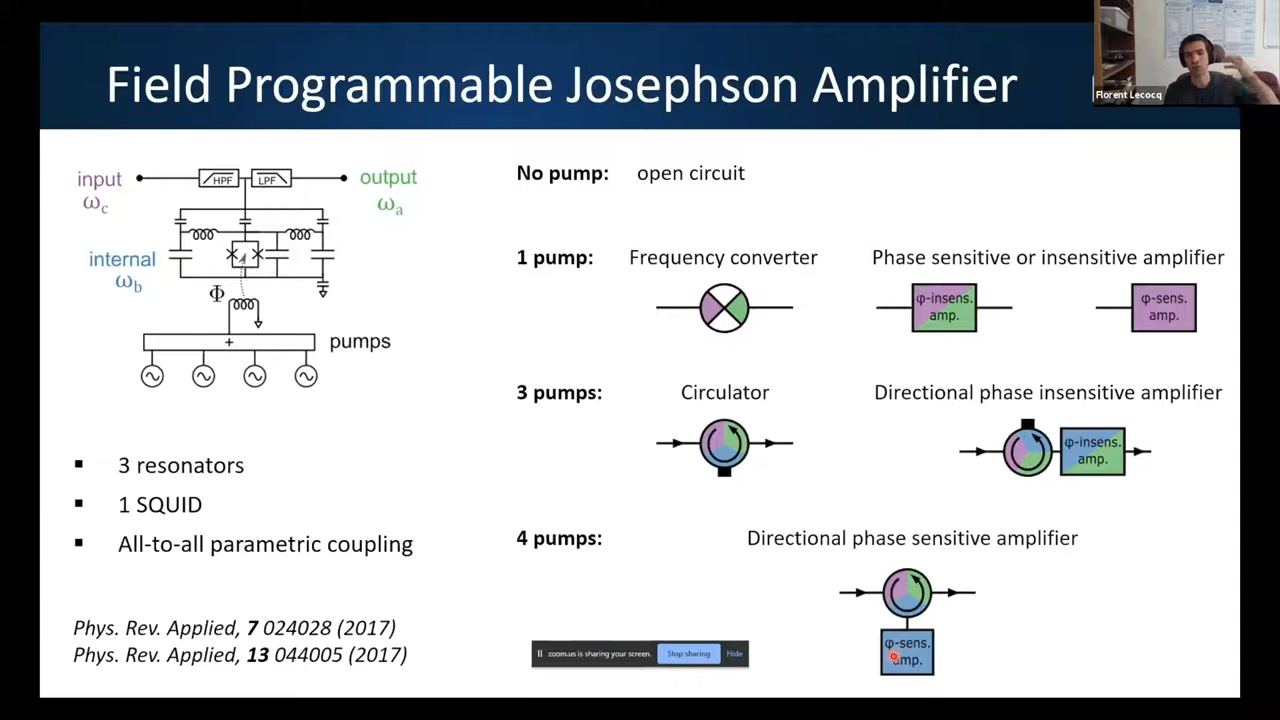 Field Programmable Josephson Amplifier
Florent Lecocq
input
ωc
HPF
LPF
output
ωa
internal
ωb
Φ
+
pumps
▪ 3 resonators
▪ 1 SQUID
▪ All-to-all parametric coupling
Phys. Rev. Applied, 7 024028 (2017)
Phys. Rev. Applied, 13 044005 (2017)
No pump: open circuit
1 pump: Frequency converter Phase sensitive or insensitive amplifier
φ-insens.
amp.
φ-sens.
amp.
3 pumps: Circulator Directional phase insensitive amplifier
φ-insens.
amp.
4 pumps: Directional phase sensitive amplifier
φ-sens.
amp.
zoom.us is sharing your screen. Stop sharing Hide